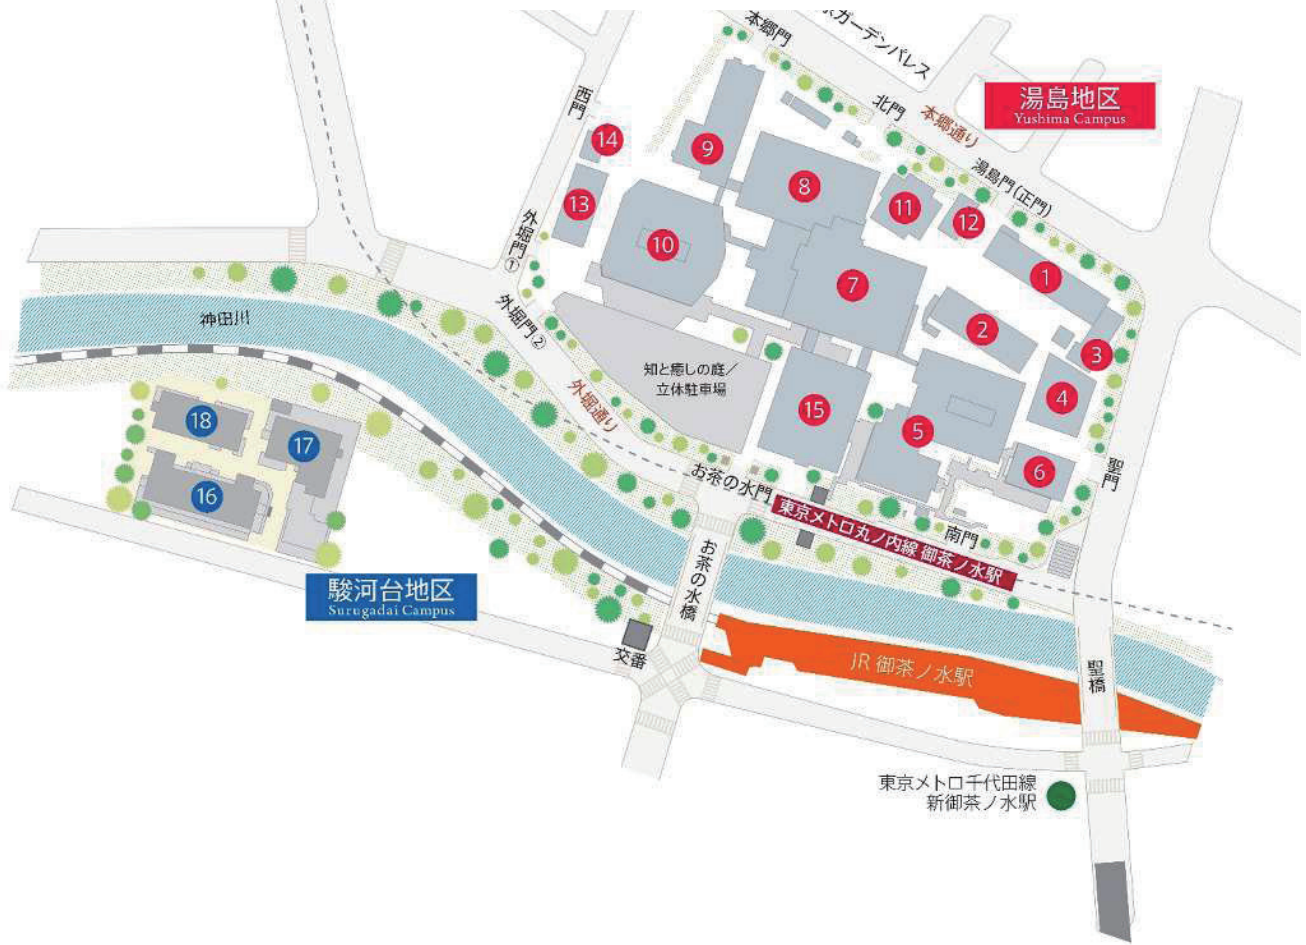 本郷門
京ガーデンパレス
湯島地区
Yushima Campus
西門
北門
本郷通り
湯島門(正門)
14
9
8
11
12
13
10
7
1
外堀門①
外堀門②
2
3
神田川
知と癒しの庭／
立体駐車場
4
15
5
外堀通り
6
聖門
18
17
16
お茶の水門
東京メトロ丸ノ内線 御茶ノ水駅
南門
駿河台地区
Surugadai Campus
お茶の水橋
交番
JR 御茶ノ水駅
聖橋
東京メトロ千代田線
新御茶ノ水駅